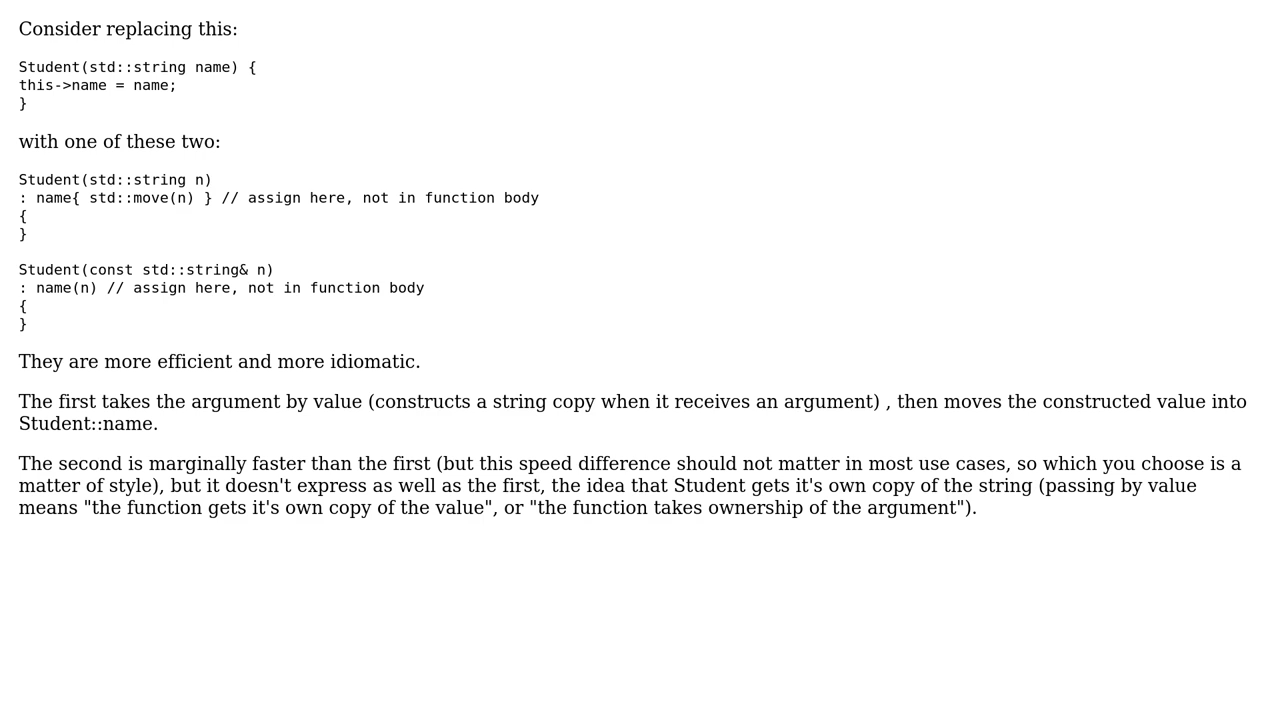 Consider replacing this:
Student(std::string name) {
this->name = name;
}
with one of these two:
Student(std::string n)
: name{ std::move(n) } // assign here, not in function body
{
}
Student(const std::string& n)
: name(n) // assign here, not in function body
{
}
They are more efficient and more idiomatic.
The first takes the argument by value (constructs a string copy when it receives an argument) , then moves the constructed value into
Student::name.
The second is marginally faster than the first (but this speed difference should not matter in most use cases, so which you choose is a
matter of style), but it doesn't express as well as the first, the idea that Student gets it's own copy of the string (passing by value
means "the function gets it's own copy of the value", or "the function takes ownership of the argument").